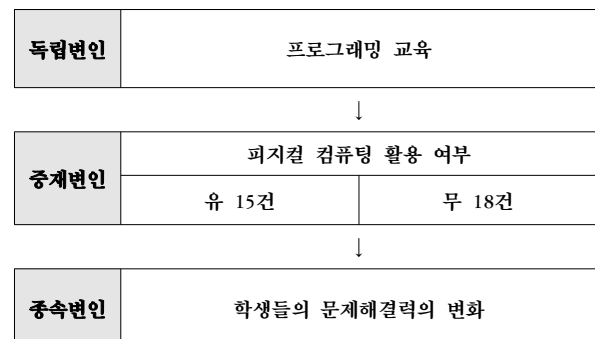 독립변인 프로그래밍 교육
↓
중재변인 피지컬 컴퓨팅 활용 여부
유 15건 무 18건
↓
종속변인 학생들의 문제해결력의 변화